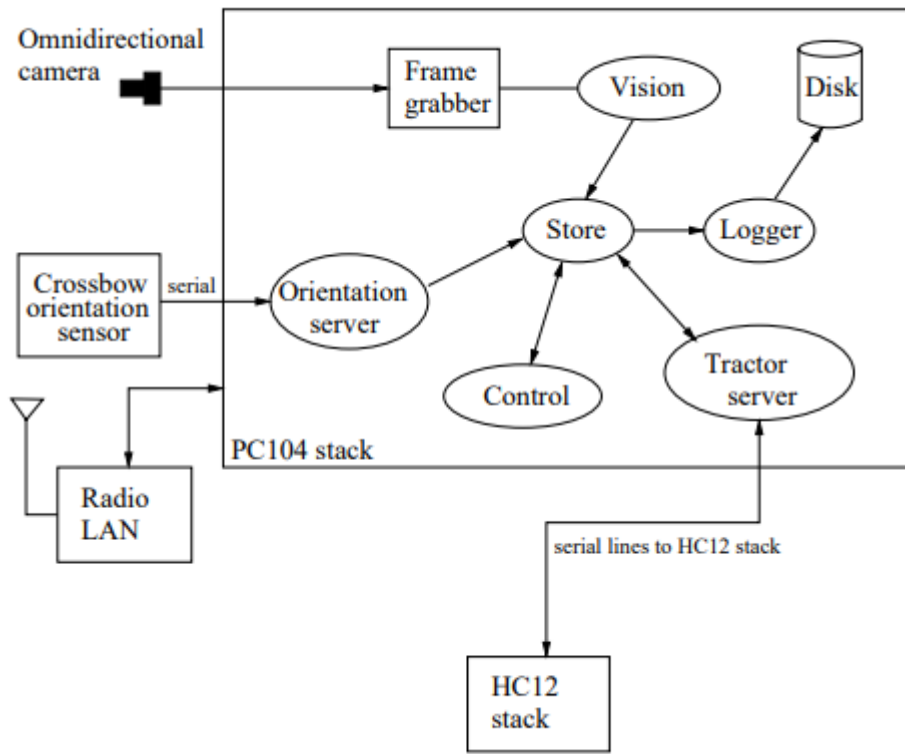 Omnidirectional
camera
Frame
grabber
Vision
Disk
Store
Logger
Crossbow
orientation
sensor
serial
Orientation
server
Control
Tractor
server
PC104 stack
Radio
LAN
serial lines to HC12 stack
HC12
stack